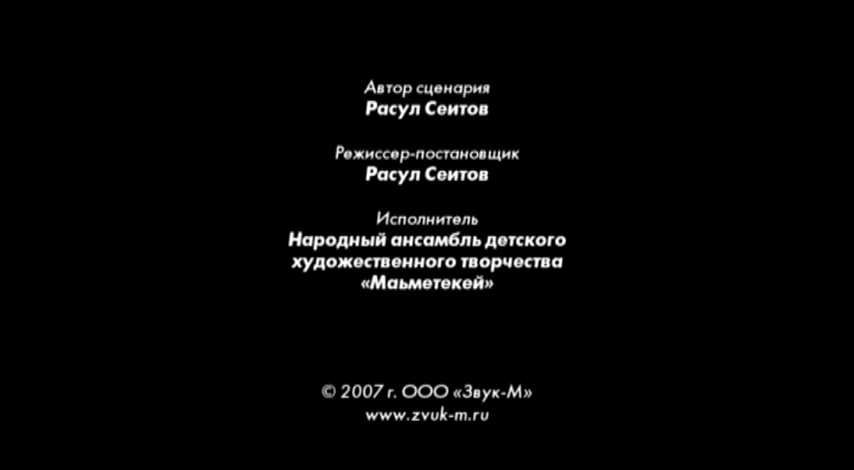 Автор сценария
Расул Сеитов
Режиссер-постановщик
Расул Сеитов
Исполнитель
Народный ансамбль детского
художественного творчества
«Маьметекей»
© 2007 г. ООО «Звук-М»
www.zvuk-m.ru